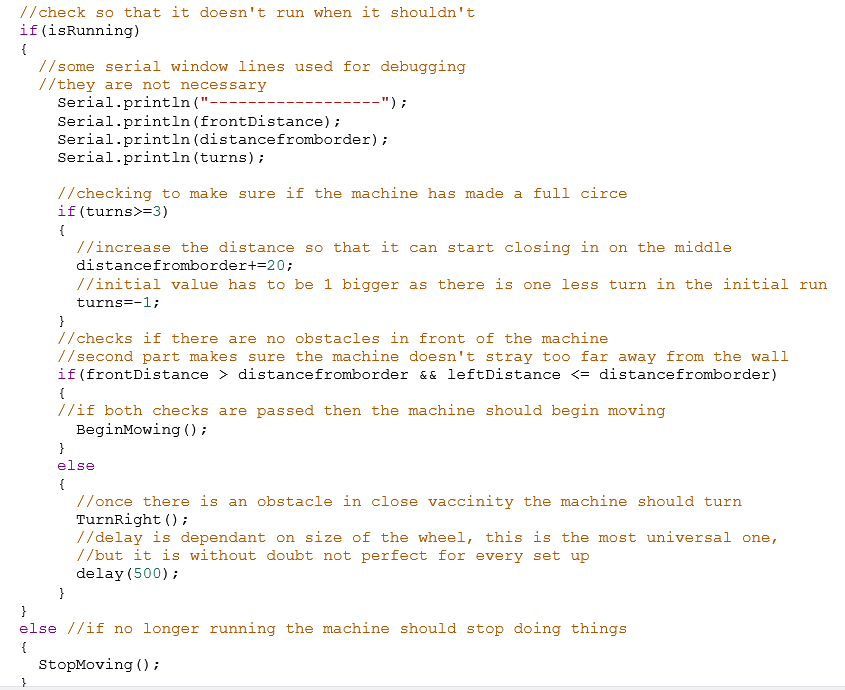 //check so that it doesn't run when it shouldn't
if(isRunning)
{
//some serial window lines used for debugging
//they are not necessary
Serial.println("------------------");
Serial.println(frontDistance);
Serial.println(distancefromborder);
Serial.println(turns);
//checking to make sure if the machine has made a full circe
if(turns>=3)
{
//increase the distance so that it can start closing in on the middle
distancefromborder+=20;
//initial value has to be 1 bigger as there is one less turn in the initial run
turns=-1;
}
//checks if there are no obstacles in front of the machine
//second part makes sure the machine doesn't stray too far away from the wall
if(frontDistance > distancefromborder && leftDistance <= distancefromborder)
{
//if both checks are passed then the machine should begin moving
BeginMowing();
}
else
{
//once there is an obstacle in close vaccinity the machine should turn
TurnRight();
//delay is dependant on size of the wheel, this is the most universal one,
//but it is without doubt not perfect for every set up
delay(500);
}
}
else //if no longer running the machine should stop doing things
{
StopMoving();
}